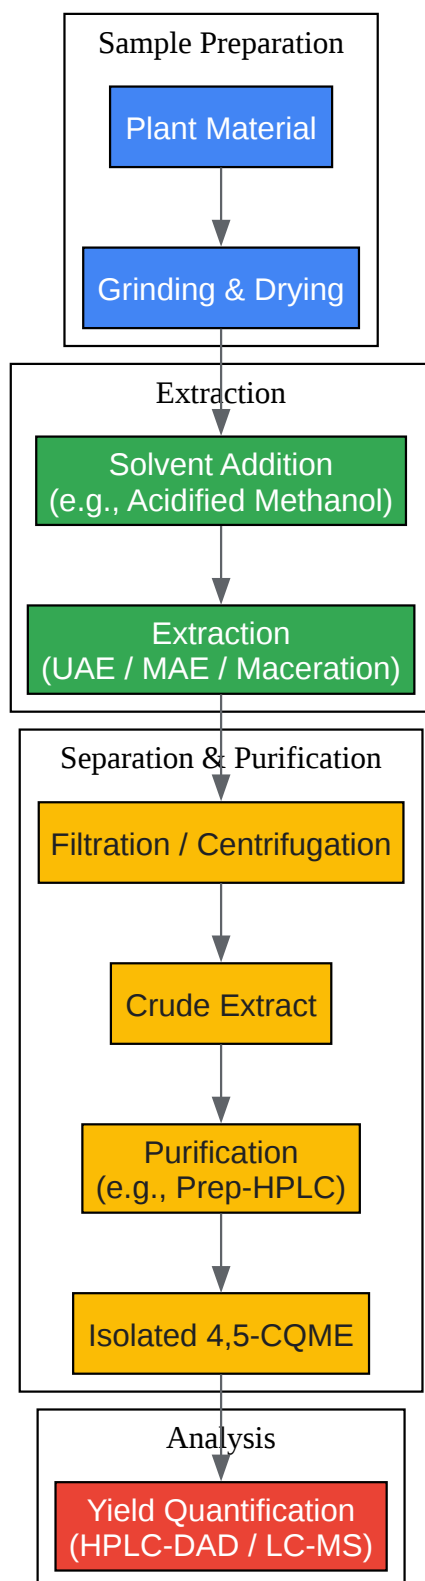 Sample Preparation
Plant Material
Grinding & Drying
Extraction
Solvent Addition
(e.g., Acidified Methanol)
Extraction
(UAE / MAE / Maceration)
Separation & Purification
Filtration / Centrifugation
Crude Extract
Purification
(e.g., Prep-HPLC)
Isolated 4,5-CQME
Analysis
Yield Quantification
(HPLC-DAD / LC-MS)